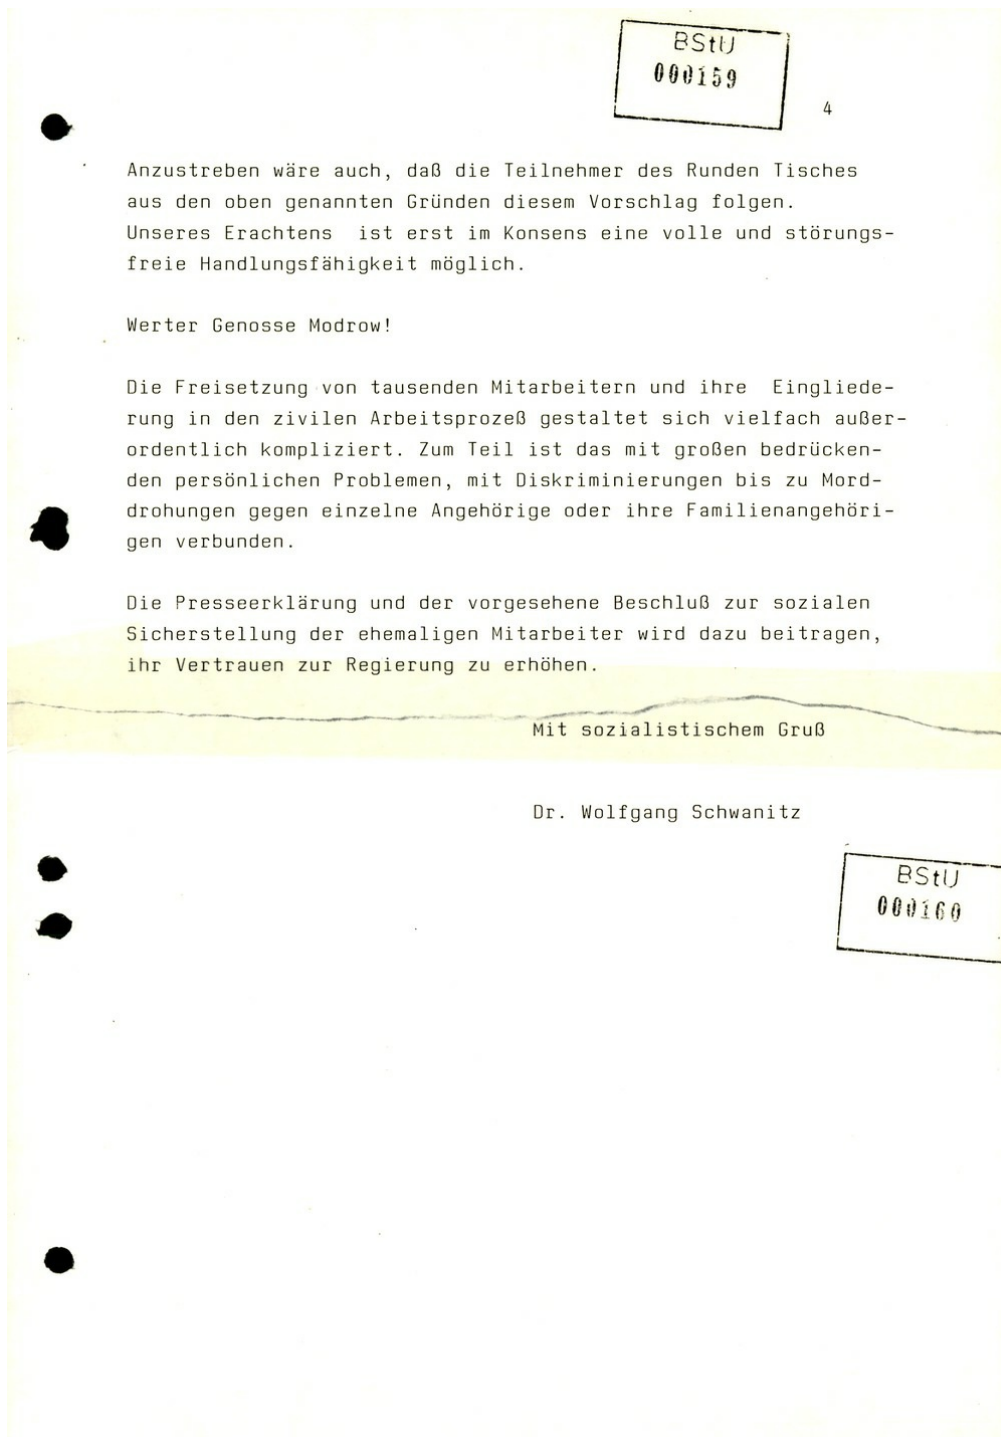 BStU
000159
4
Anzustreben wäre auch, daß die Teilnehmer des Runden Tisches
aus den oben genannten Gründen diesem Vorschlag folgen.
Unseres Erachtens  ist erst im Konsens eine volle und störungs-
freie Handlungsfähigkeit möglich.
Werter Genosse Modrow!
Die Freisetzung von tausenden Mitarbeitern und ihre  Eingliede-
rung in den zivilen Arbeitsprozeß gestaltet sich vielfach außer-
ordentlich kompliziert. Zum Teil ist das mit großen bedrücken-
den persönlichen Problemen, mit Diskriminierungen bis zu Mord-
drohungen gegen einzelne Angehörige oder ihre Familienangehöri-
gen verbunden.
Die Presseerklärung und der vorgesehene Beschluß zur sozialen
Sicherstellung der ehemaligen Mitarbeiter wird dazu beitragen,
ihr Vertrauen zur Regierung zu erhöhen.
Mit sozialistischem Gruß
Dr. Wolfgang Schwanitz
BStU
000160